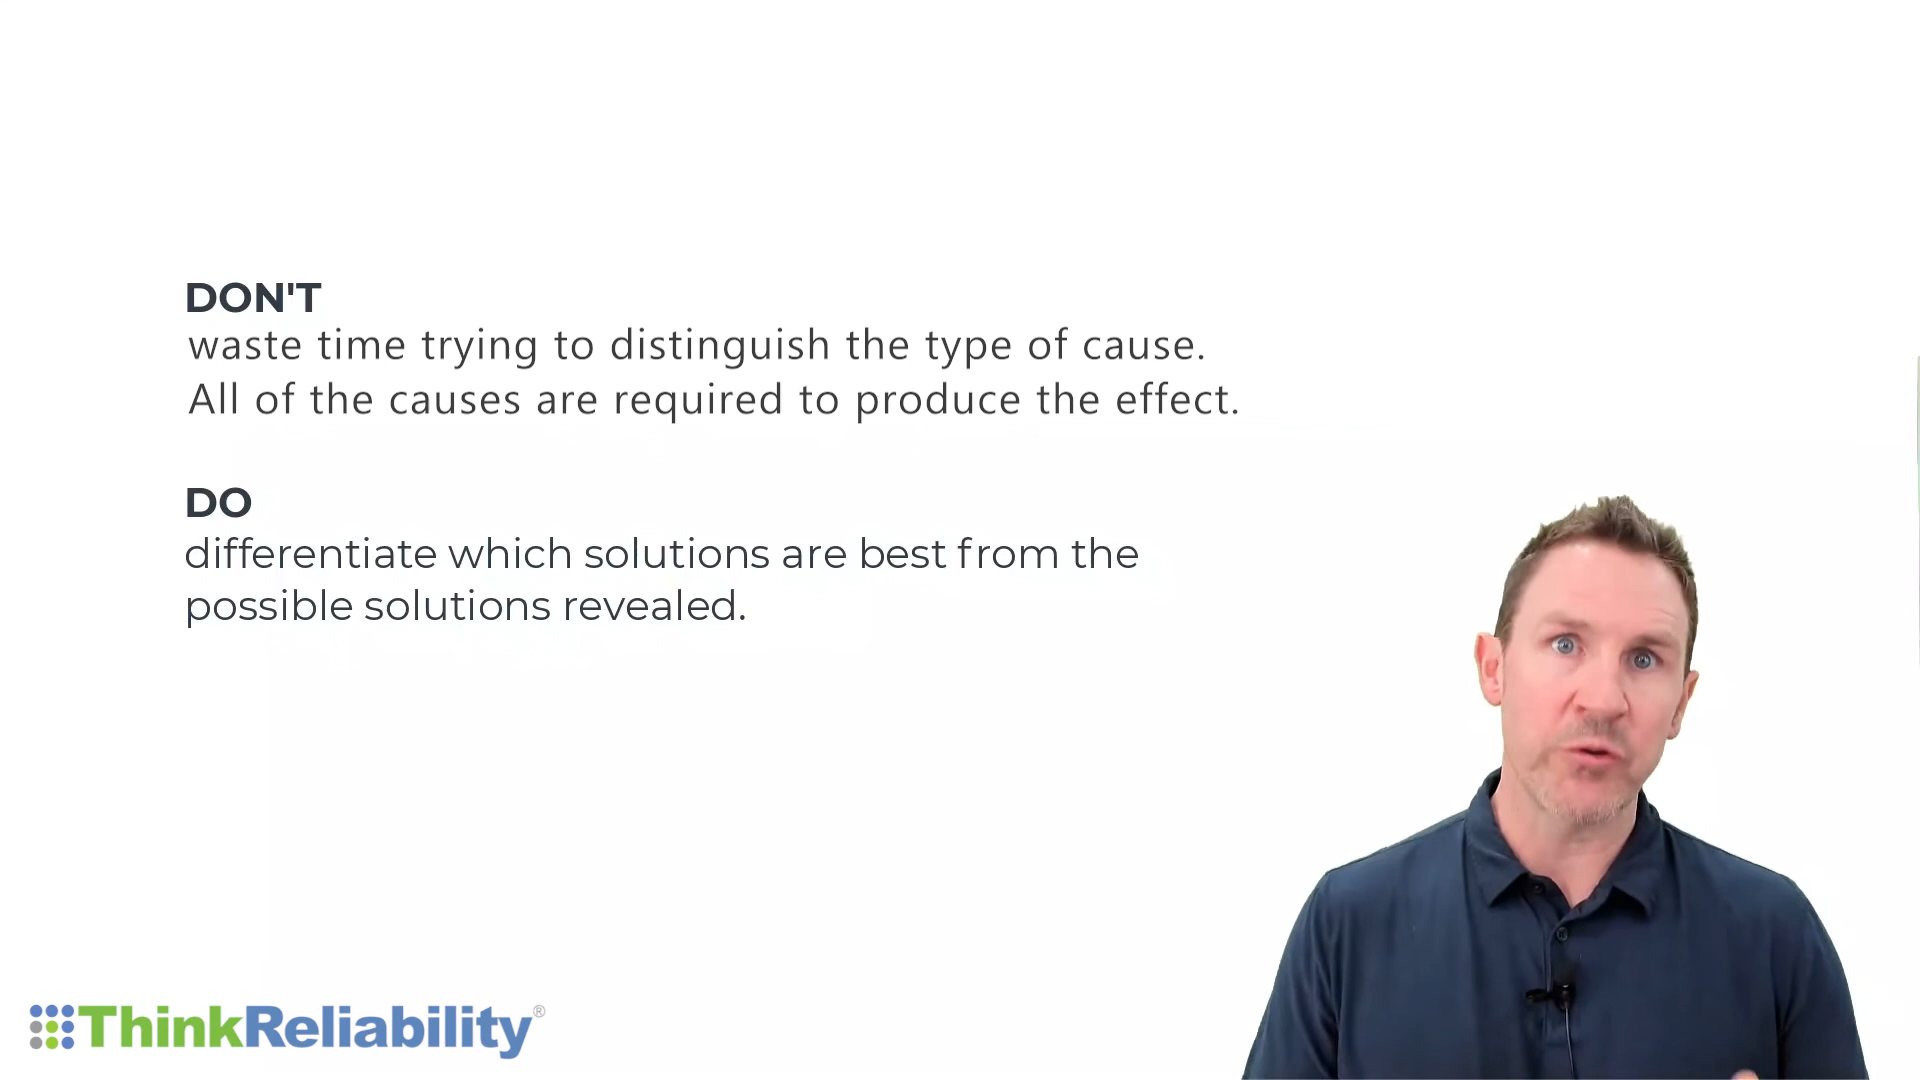 DON'T
waste time trying to distinguish the type of cause.
All of the causes are required to produce the effect.
DO
differentiate which solutions are best from the
possible solutions revealed.
ThinkReliability®